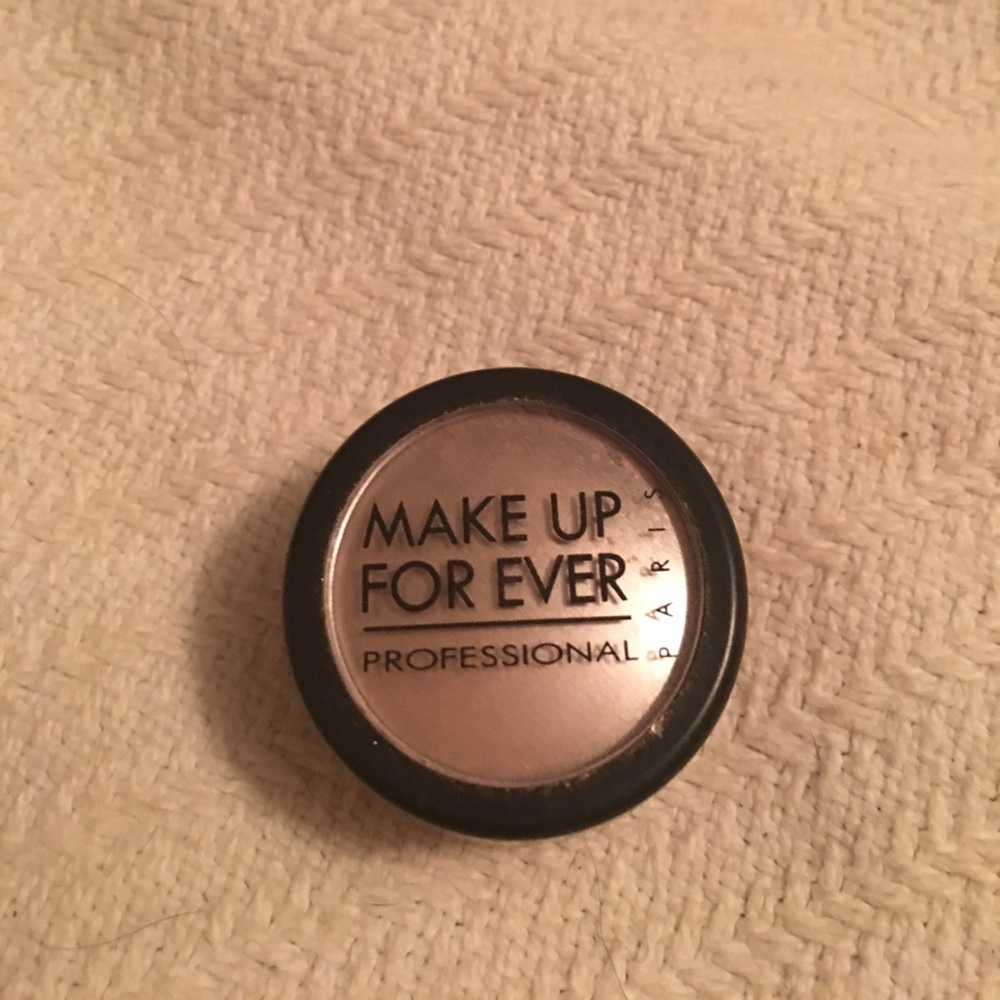 MAKE UP
FOR EVER
PROFESSIONAL
PARIS